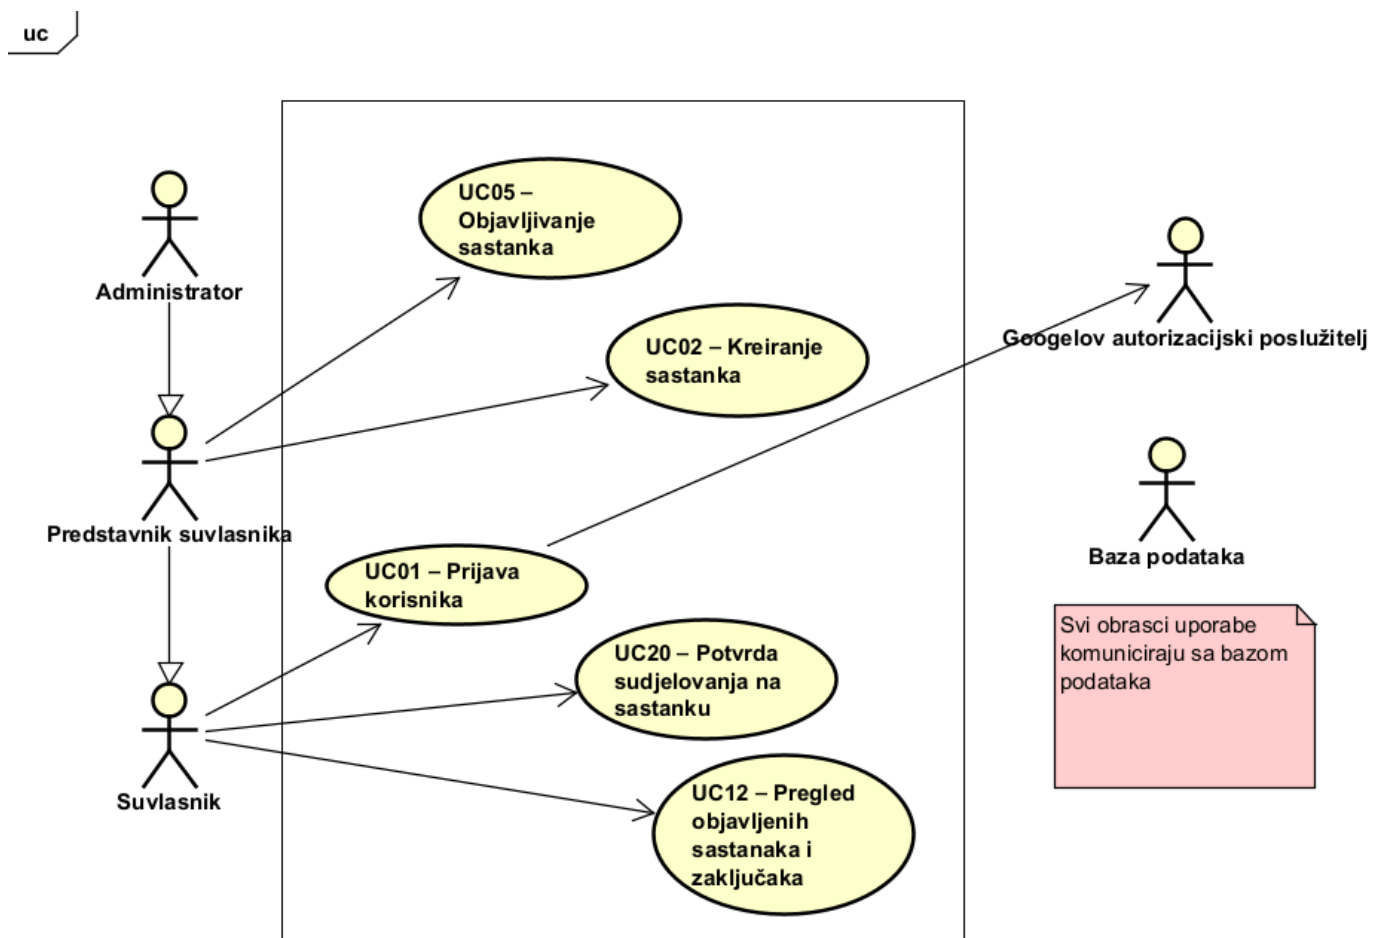 uc
UC05 –
Objavljivanje
sastanka
Administrator
Googelov autorizacijski poslužitelj
UC02 – Kreiranje
sastanka
Predstavnik suvlasnika
Baza podataka
UC01 – Prijava
korisnika
Svi obrasci uporabe
komuniciraju sa bazom
podataka
UC20 – Potvrda
sudjelovanja na
sastanku
Suvlasnik
UC12 – Pregled
objavljenih
sastanaka i
zaključaka